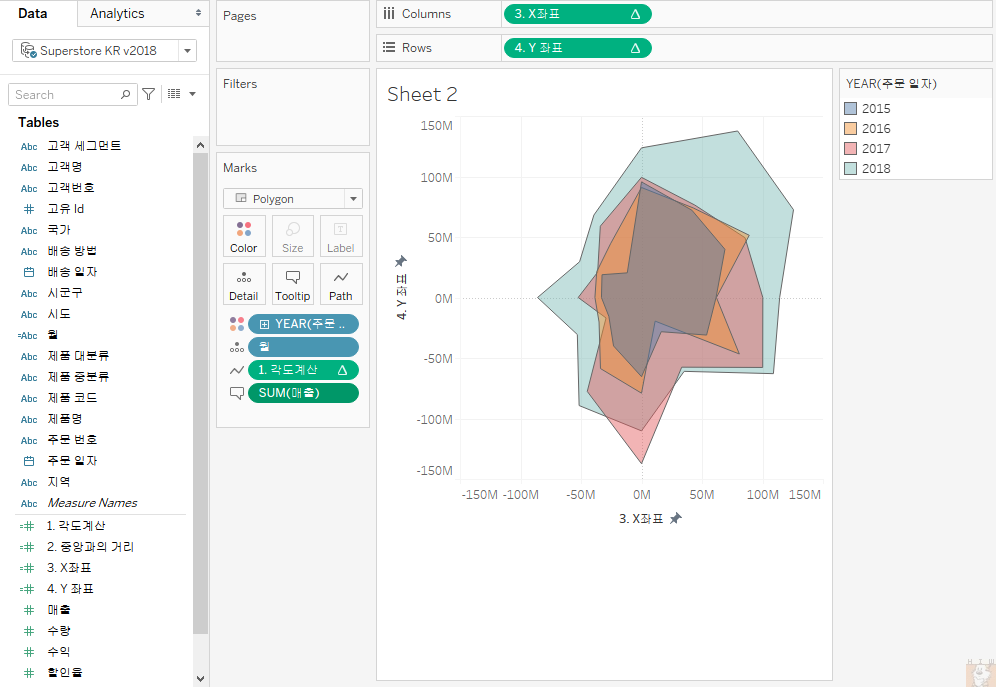 Data
Analytics
Superstore KR v2018
Search
Tables
Abc 고객 세그먼트
Abc 고객명
Abc 고객번호
# 고유 Id
Abc 국가
Abc 배송 방법
배송 일자
Abc 시군구
Abc 시도
=Abc 월
Abc 제품 대분류
Abc 제품 중분류
Abc 제품 코드
Abc 제품명
Abc 주문 번호
주문 일자
Abc 지역
Abc Measure Names
=# 1. 각도계산
=# 2. 중앙과의 거리
=# 3. X좌표
=# 4. Y 좌표
# 매출
# 수량
# 수익
# 할인율
Pages
Filters
Marks
Polygon
Color Size Label
Detail Tooltip Path
YEAR(주문 ..
월
1. 각도계산 Δ
SUM(매출)
Columns
3. X좌표 Δ
Rows
4. Y 좌표 Δ
Sheet 2
150M
100M
50M
0M
-50M
-100M
-150M
4. Y 좌표
-150M -100M -50M 0M 50M 100M 150M
3. X좌표
YEAR(주문 일자)
2015
2016
2017
2018